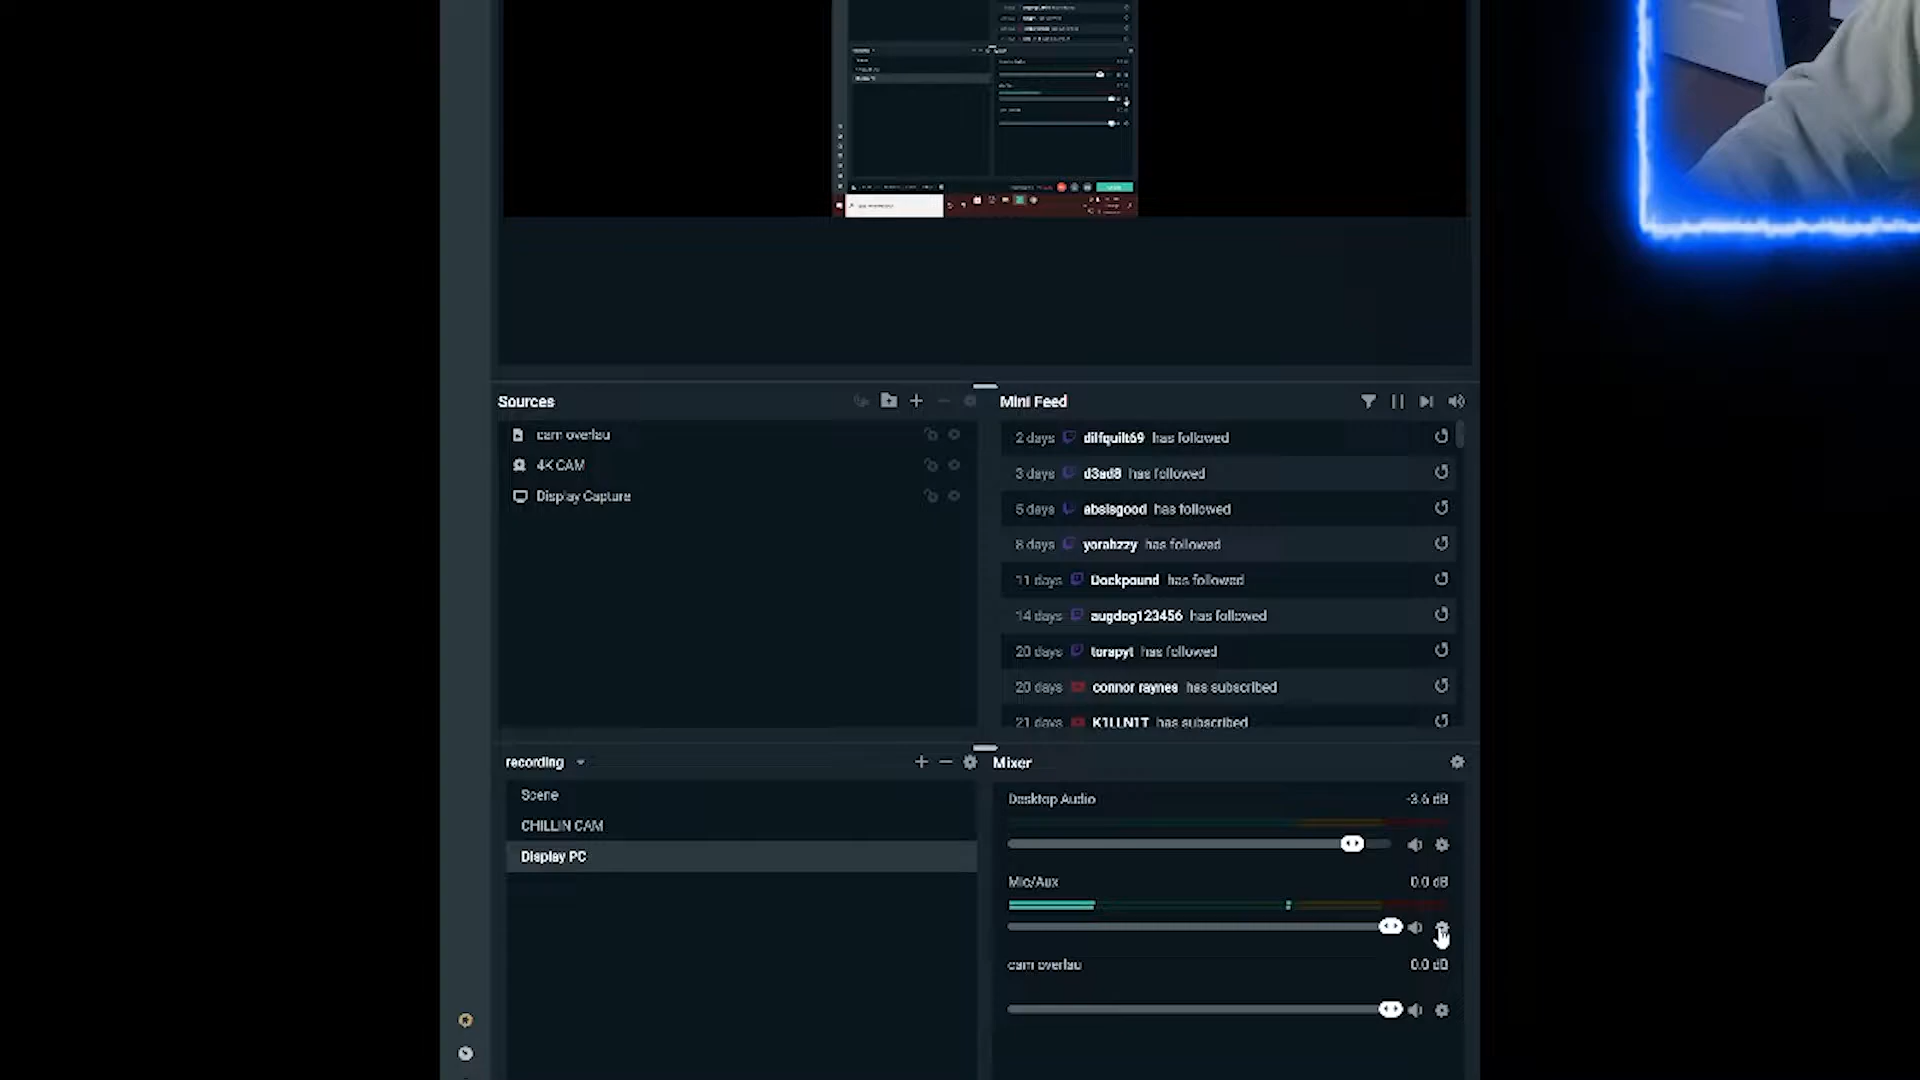 Sources
cam overlau
4K CAM
Display Capture
Mini Feed
2 days dilfquilt69 has followed
3 days d3ad8 has followed
5 days absisgood has followed
8 days yorahzzy has followed
11 days Dockpound has followed
14 days augdog123456 has followed
20 days torapyt has followed
20 days connor raynes has subscribed
21 days K1LLN1T has subscribed
recording
Scene
CHILLIN CAM
Display PC
Mixer
Desktop Audio -3.6 dB
Mic/Aux 0.0 dB
cam overlau 0.0 dB